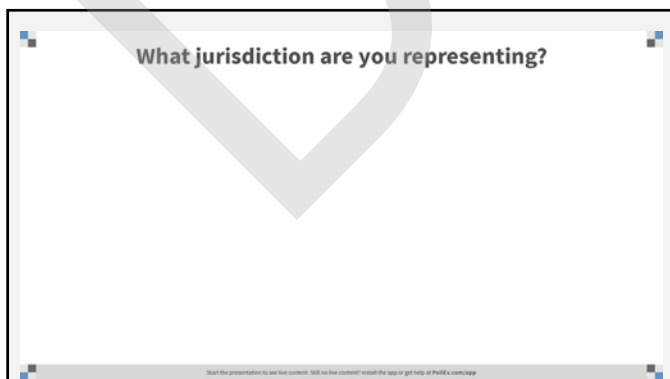 What jurisdiction are you representing?
Start the presentation to see live content. Still no live content? Install the app or get help at PollEv.com/app